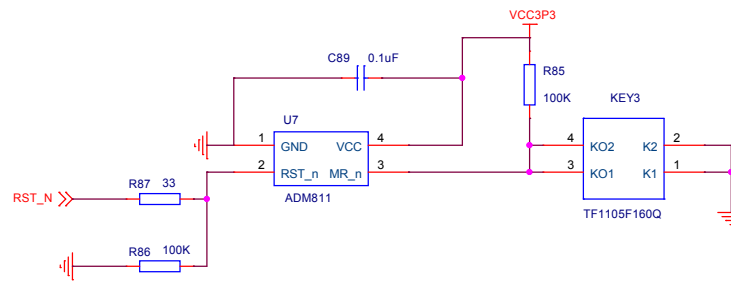 VCC3P3
C89 0.1uF
R85
100K
KEY3
U7
1 GND VCC 4
2 RST_n MR_n 3
ADM811
4 KO2 K2 2
3 KO1 K1 1
TF1105F160Q
R87 33
RST_N
R86 100K